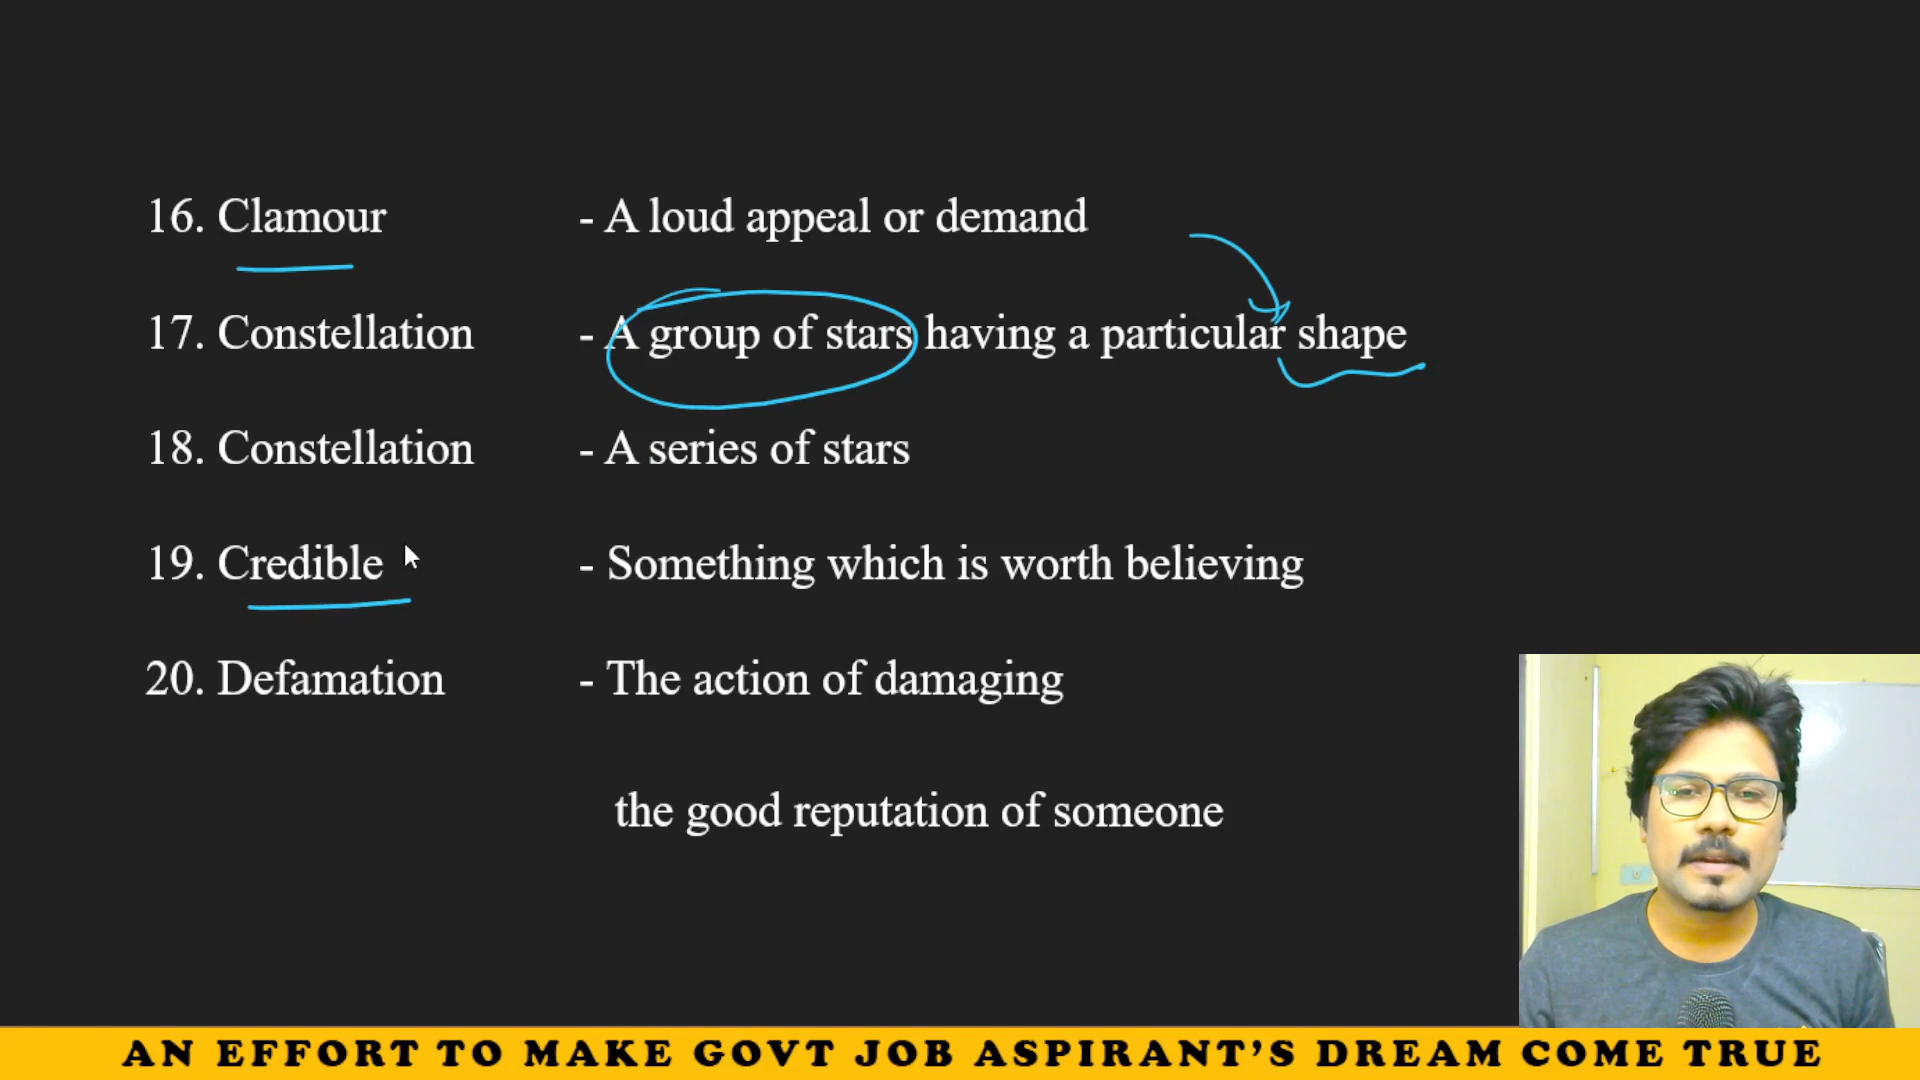 16. Clamour - A loud appeal or demand
17. Constellation - A group of stars having a particular shape
18. Constellation - A series of stars
19. Credible - Something which is worth believing
20. Defamation - The action of damaging
the good reputation of someone
AN EFFORT TO MAKE GOVT JOB ASPIRANT’S DREAM COME TRUE